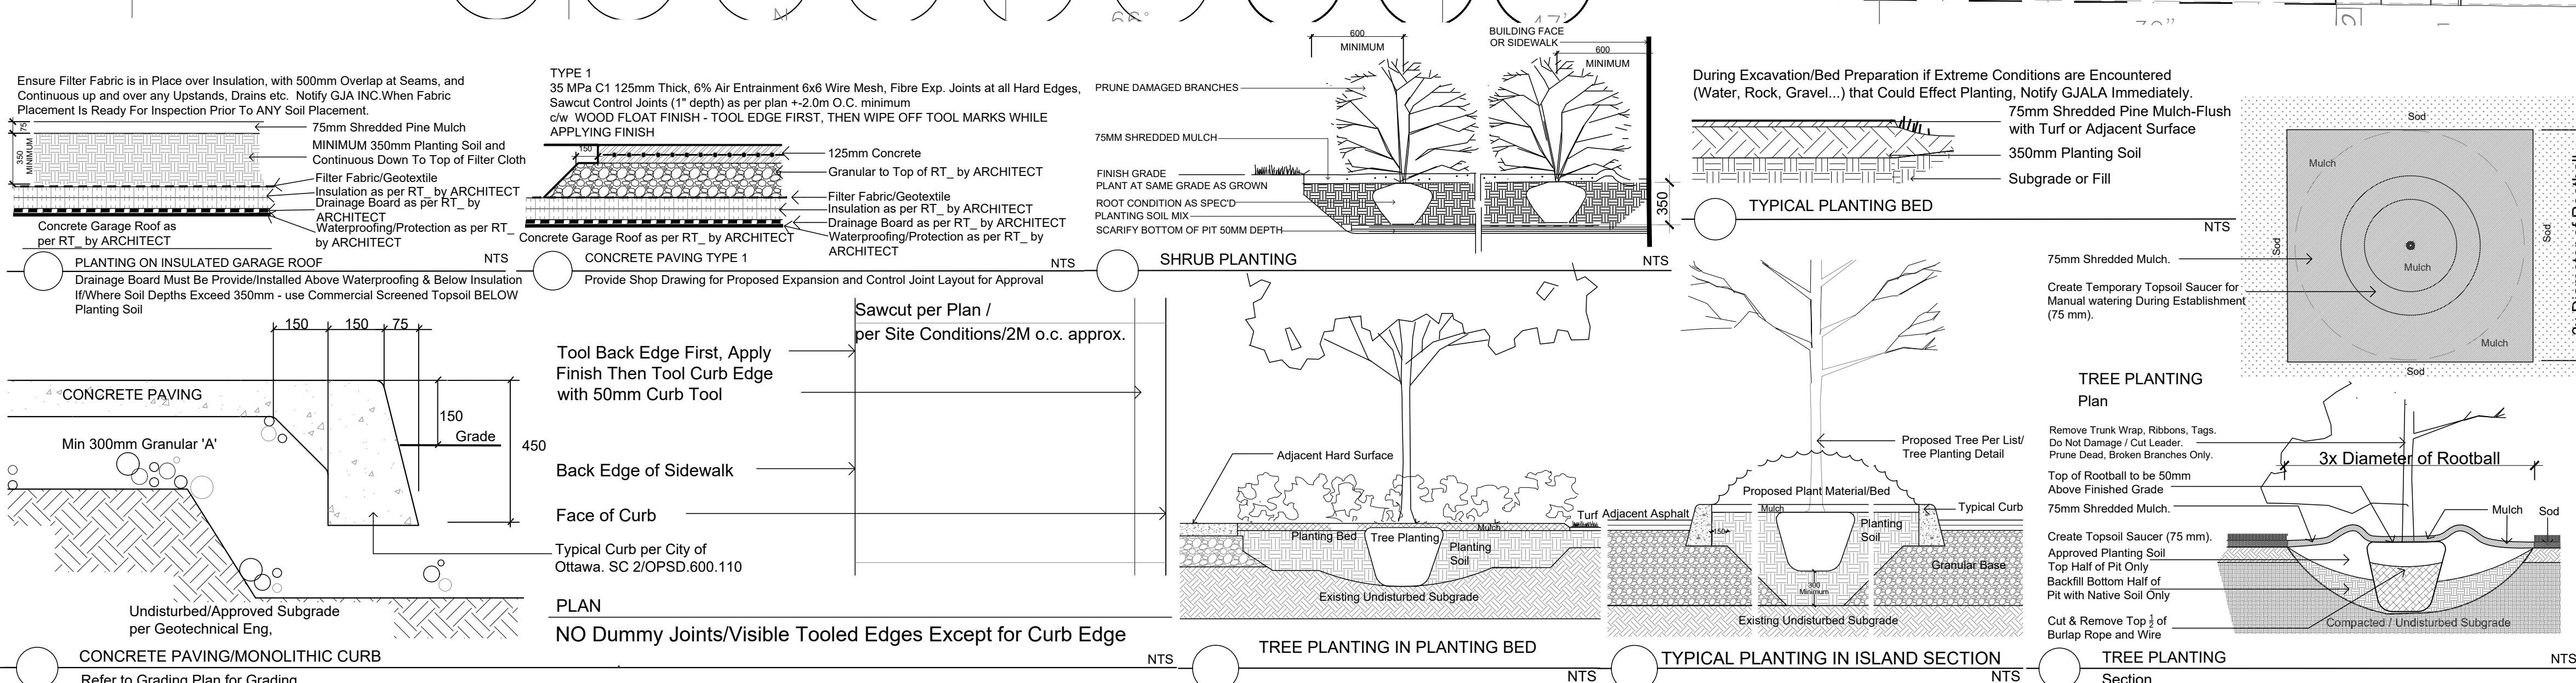 Ensure Filter Fabric is in Place over Insulation, with 500mm Overlap at Seams, and
Continuous up and over any Upstands, Drains etc.  Notify GJA INC.When Fabric
Placement Is Ready For Inspection Prior To ANY Soil Placement.
75
350
MINIMUM
75mm Shredded Pine Mulch
MINIMUM 350mm Planting Soil and
Continuous Down To Top of Filter Cloth
Filter Fabric/Geotextile
Insulation as per RT_ by ARCHITECT
Drainage Board as per RT_ by
ARCHITECT
Waterproofing/Protection as per RT_
by ARCHITECT
Concrete Garage Roof as
per RT_ by ARCHITECT
PLANTING ON INSULATED GARAGE ROOF
NTS
Drainage Board Must Be Provide/Installed Above Waterproofing & Below Insulation
If/Where Soil Depths Exceed 350mm - use Commercial Screened Topsoil BELOW
Planting Soil
TYPE 1
35 MPa C1 125mm Thick, 6% Air Entrainment 6x6 Wire Mesh, Fibre Exp. Joints at all Hard Edges,
Sawcut Control Joints (1" depth) as per plan +-2.0m O.C. minimum
c/w  WOOD FLOAT FINISH - TOOL EDGE FIRST, THEN WIPE OFF TOOL MARKS WHILE
APPLYING FINISH
150
125mm Concrete
Granular to Top of RT_ by ARCHITECT
Filter Fabric/Geotextile
Insulation as per RT_ by ARCHITECT
Drainage Board as per RT_ by ARCHITECT
Waterproofing/Protection as per RT_ by
ARCHITECT
Concrete Garage Roof as per RT_ by ARCHITECT
CONCRETE PAVING TYPE 1
NTS
Provide Shop Drawing for Proposed Expansion and Control Joint Layout for Approval
600
MINIMUM
BUILDING FACE
OR SIDEWALK
600
MINIMUM
PRUNE DAMAGED BRANCHES
75MM SHREDDED MULCH
FINISH GRADE
PLANT AT SAME GRADE AS GROWN
ROOT CONDITION AS SPEC'D
PLANTING SOIL MIX
SCARIFY BOTTOM OF PIT 50MM DEPTH
350
SHRUB PLANTING
NTS
During Excavation/Bed Preparation if Extreme Conditions are Encountered
(Water, Rock, Gravel...) that Could Effect Planting, Notify GJALA Immediately.
75mm Shredded Pine Mulch-Flush
with Turf or Adjacent Surface
350mm Planting Soil
Subgrade or Fill
TYPICAL PLANTING BED
NTS
Sod
Mulch
Sod
Sod
Mulch
Mulch
Sod
75mm Shredded Mulch.
Create Temporary Topsoil Saucer for
Manual watering During Establishment
(75 mm).
TREE PLANTING
Plan
150
150
75
CONCRETE PAVING
150
Grade
450
Min 300mm Granular 'A'
Undisturbed/Approved Subgrade
per Geotechnical Eng,
CONCRETE PAVING/MONOLITHIC CURB
Refer to Grading Plan for Grading
Sawcut per Plan /
per Site Conditions/2M o.c. approx.
Tool Back Edge First, Apply
Finish Then Tool Curb Edge
with 50mm Curb Tool
Back Edge of Sidewalk
Face of Curb
Typical Curb per City of
Ottawa. SC 2/OPSD.600.110
PLAN
NO Dummy Joints/Visible Tooled Edges Except for Curb Edge
NTS
Adjacent Hard Surface
Turf
Mulch
Planting Bed
Tree Planting
Planting
Soil
Existing Undisturbed Subgrade
TREE PLANTING IN PLANTING BED
NTS
Proposed Tree Per List/
Tree Planting Detail
Proposed Plant Material/Bed
Adjacent Asphalt
Mulch
Typical Curb
150
Planting
Soil
Granular Base
300
Minimum
Existing Undisturbed Subgrade
TYPICAL PLANTING IN ISLAND SECTION
NTS
Remove Trunk Wrap, Ribbons, Tags.
Do Not Damage / Cut Leader.
Prune Dead, Broken Branches Only.
3x Diameter of Rootball
Top of Rootball to be 50mm
Above Finished Grade
75mm Shredded Mulch.
Mulch
Sod
Create Topsoil Saucer (75 mm).
Approved Planting Soil
Top Half of Pit Only
Backfill Bottom Half of
Pit with Native Soil Only
Cut & Remove Top ½ of
Burlap Rope and Wire
Compacted / Undisturbed Subgrade
TREE PLANTING
NTS
Section